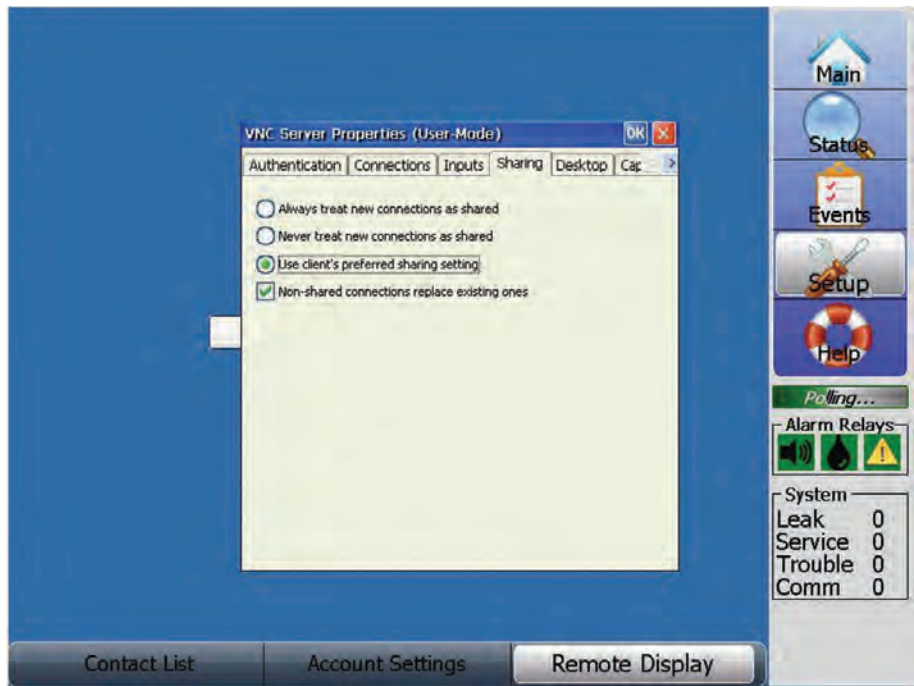 VNC Server Properties (User-Mode)
OK
Authentication
Connections
Inputs
Sharing
Desktop
Cap
Always treat new connections as shared
Never treat new connections as shared
Use client's preferred sharing setting
Non-shared connections replace existing ones
Main
Status
Events
Setup
Help
Polling...
Alarm Relays
System
Leak 0
Service 0
Trouble 0
Comm 0
Contact List
Account Settings
Remote Display